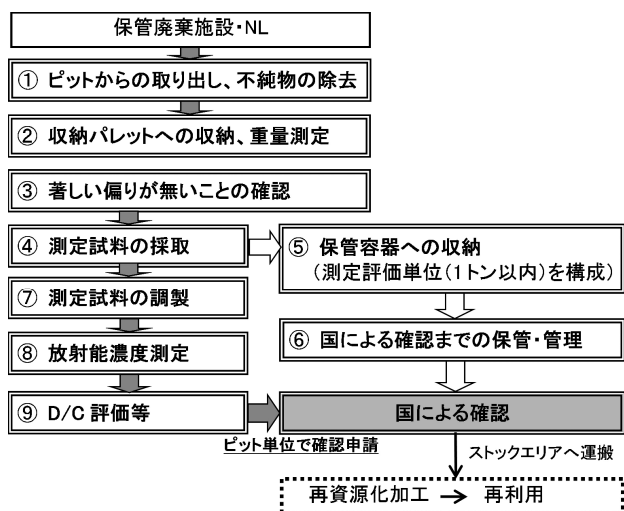 保管廃棄施設・NL
① ピットからの取り出し、不純物の除去
② 収納パレットへの収納、重量測定
③ 著しい偏りが無いことの確認
④ 測定試料の採取
⑤ 保管容器への収納
(測定評価単位(1トン以内)を構成)
⑦ 測定試料の調製
⑥ 国による確認までの保管・管理
⑧ 放射能濃度測定
⑨ D/C 評価等
国による確認
ピット単位で確認申請
ストックエリアへ運搬
再資源化加工 → 再利用